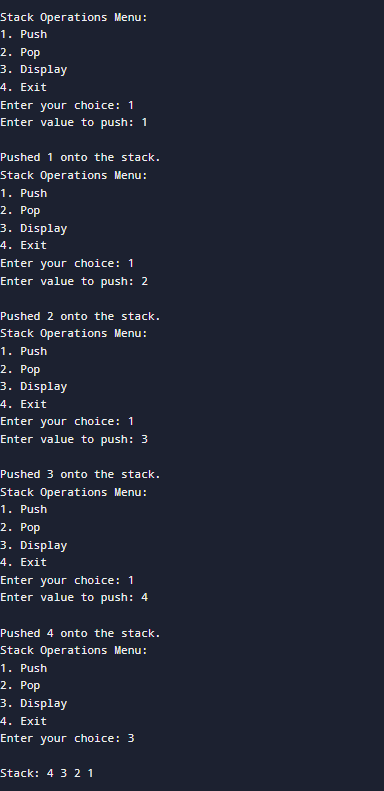 Stack Operations Menu:
1. Push
2. Pop
3. Display
4. Exit
Enter your choice: 1
Enter value to push: 1
Pushed 1 onto the stack.
Stack Operations Menu:
1. Push
2. Pop
3. Display
4. Exit
Enter your choice: 1
Enter value to push: 2
Pushed 2 onto the stack.
Stack Operations Menu:
1. Push
2. Pop
3. Display
4. Exit
Enter your choice: 1
Enter value to push: 3
Pushed 3 onto the stack.
Stack Operations Menu:
1. Push
2. Pop
3. Display
4. Exit
Enter your choice: 1
Enter value to push: 4
Pushed 4 onto the stack.
Stack Operations Menu:
1. Push
2. Pop
3. Display
4. Exit
Enter your choice: 3
Stack: 4 3 2 1